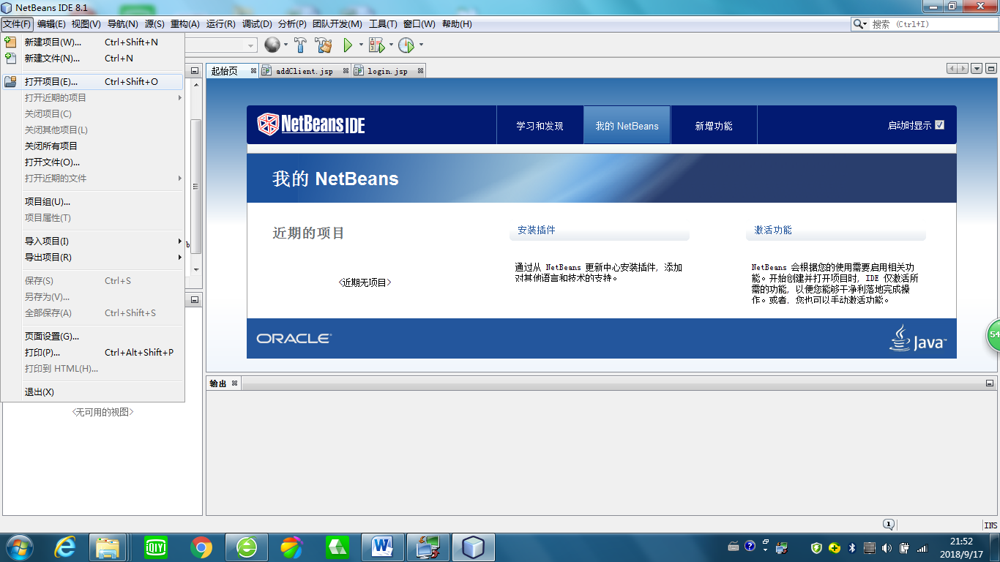 NetBeans IDE 8.1
文件(F) 编辑(E) 视图(V) 导航(N) 源(S) 重构(A) 运行(R) 调试(D) 分析(P) 团队开发(M) 工具(T) 窗口(W) 帮助(H)
搜索 (Ctrl+I)
新建项目(W)... Ctrl+Shift+N
新建文件(N)... Ctrl+N
打开项目(E)... Ctrl+Shift+O
打开近期的项目
关闭项目(C)
关闭其他项目(L)
关闭所有项目
打开文件(O)...
打开近期的文件
项目组(U)...
项目属性(T)
导入项目(I)
导出项目(R)
保存(S) Ctrl+S
另存为(V)...
全部保存(A) Ctrl+Shift+S
页面设置(G)...
打印(P)... Ctrl+Alt+Shift+P
打印到 HTML(H)...
退出(X)
b
<无可用的视图>
起始页 addClient.jsp login.jsp
NetBeans IDE
学习和发现 我的 NetBeans 新增功能
启动时显示
我的 NetBeans
近期的项目
<近期无项目>
安装插件
通过从 NetBeans 更新中心安装插件, 添加
对其他语言和技术的支持。
激活功能
NetBeans 会根据您的使用需要启用相关功
能。开始创建并打开项目时, IDE 仅激活所
需的功能, 以便您能够干净利落地完成操
作。或者, 您也可以手动激活功能。
ORACLE
Java
54
输出
1
INS
QIY
W
21:52
2018/9/17